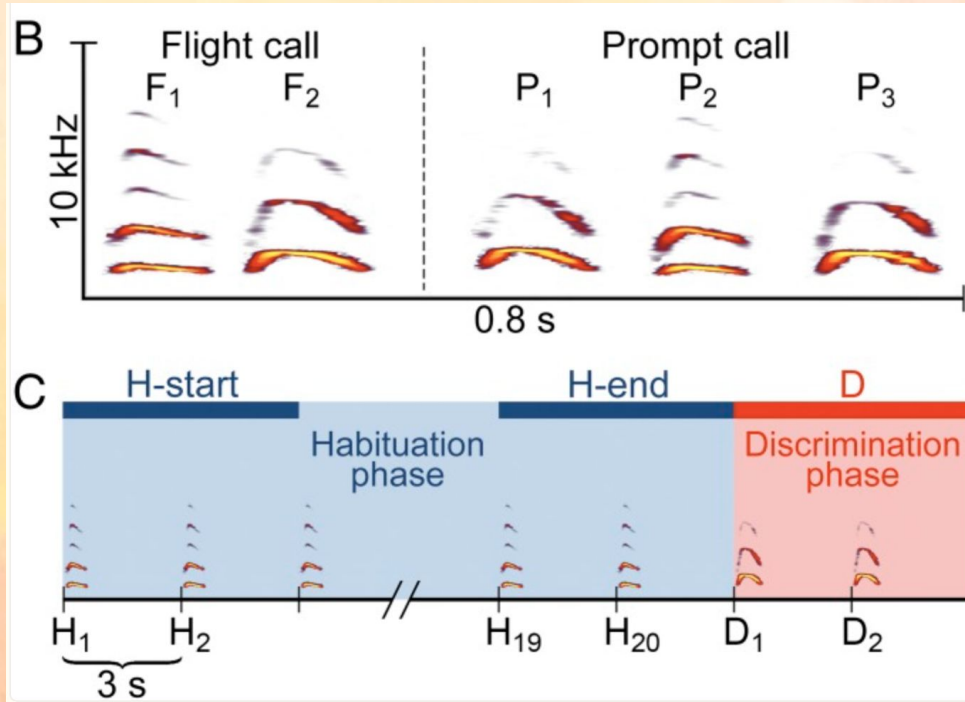 B
Flight call
Prompt call
F₁
F₂
P₁
P₂
P₃
10 kHz
0.8 s
C
H-start
H-end
D
Habituation
phase
Discrimination
phase
H₁
H₂
H₁₉
H₂₀
D₁
D₂
3 s